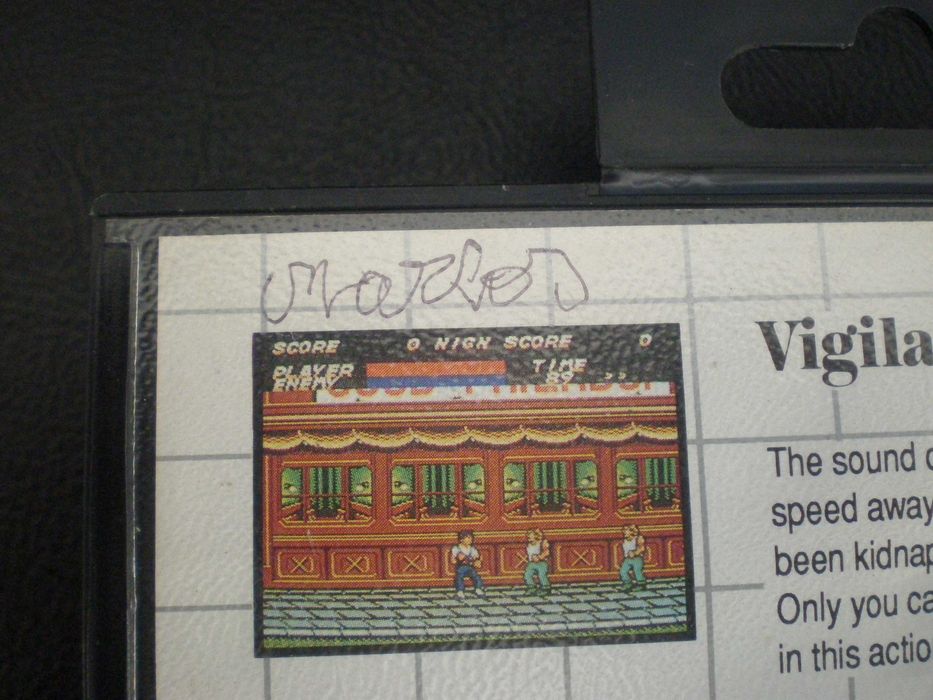 Marlos
SCORE 0 HIGH SCORE 0
PLAYER TIME
ENEMY
Vigila
The sound
speed away
been kidnap
Only you ca
in this actio